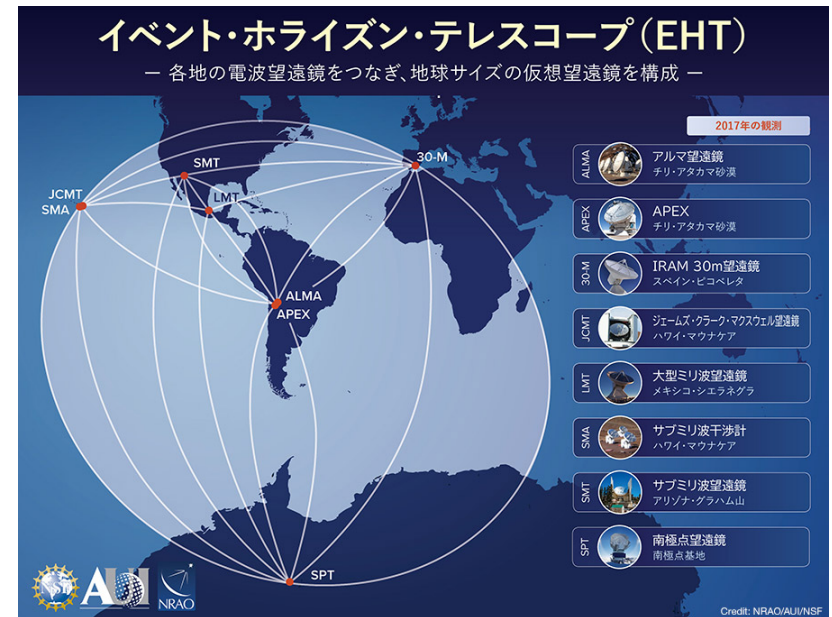 イベント・ホライズン・テレスコープ(EHT)
― 各地の電波望遠鏡をつなぎ、地球サイズの仮想望遠鏡を構成 ―
2017年の観測
30-M
SMT
JCMT
SMA
LMT
ALMA
APEX
SPT
ALMA
アルマ望遠鏡
チリ・アタカマ砂漠
APEX
APEX
チリ・アタカマ砂漠
30-M
IRAM 30m望遠鏡
スペイン・ピコベレタ
JCMT
ジェームズ・クラーク・マクスウェル望遠鏡
ハワイ・マウナケア
LMT
大型ミリ波望遠鏡
メキシコ・シエラネグラ
SMA
サブミリ波干渉計
ハワイ・マウナケア
SMT
サブミリ波望遠鏡
アリゾナ・グラハム山
SPT
南極点望遠鏡
南極点基地
NSF
AUI
NRAO
Credit: NRAO/AUI/NSF